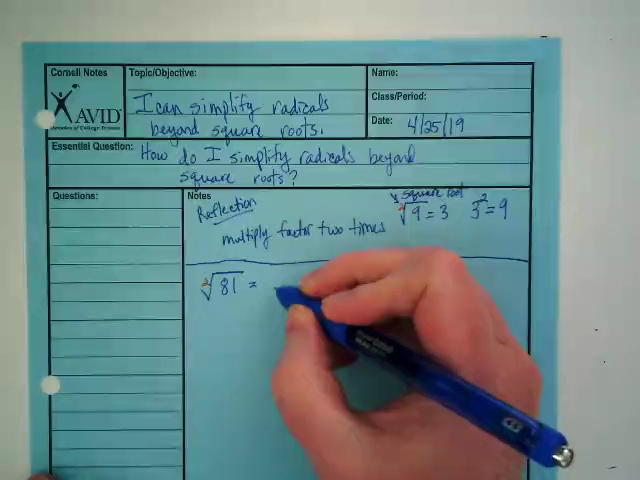 Cornell Notes
AVID
Topic/Objective:
I can simplify radicals
beyond square roots.
Name:
Class/Period:
Date: 4/25/19
Essential Question: How do I simplify radicals beyond
square roots?
Questions:
Notes
Reflection
multiply factor two times
square root
²√9 = 3 3² = 9
²√81 =